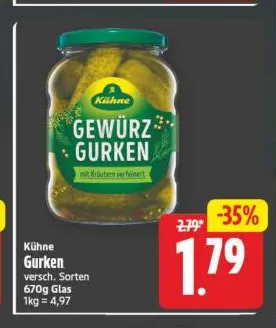 Kühne
GEWÜRZ
GURKEN
mit Kräutern verfeinert
-35%
2.79*
1.79
Kühne
Gurken
versch. Sorten
670g Glas
1kg = 4,97